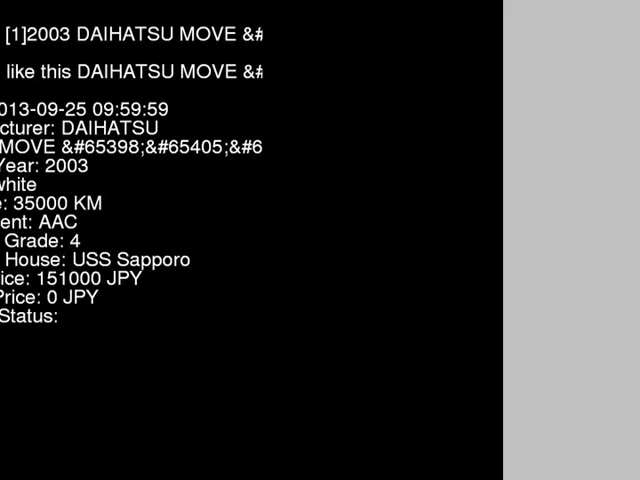 [1]2003 DAIHATSU MOVE &#
like this DAIHATSU MOVE &#
013-09-25 09:59:59
cturer: DAIHATSU
MOVE &#65398;&#65405;&#6
Year: 2003
white
e: 35000 KM
ent: AAC
Grade: 4
House: USS Sapporo
ice: 151000 JPY
Price: 0 JPY
Status: